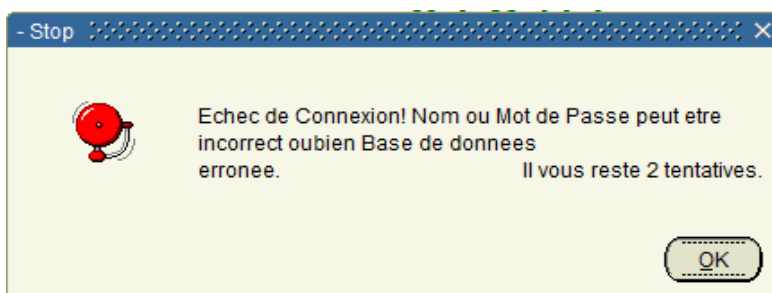 - Stop
Echec de Connexion! Nom ou Mot de Passe peut etre
incorrect oubien Base de donnees
erronee. Il vous reste 2 tentatives.
OK